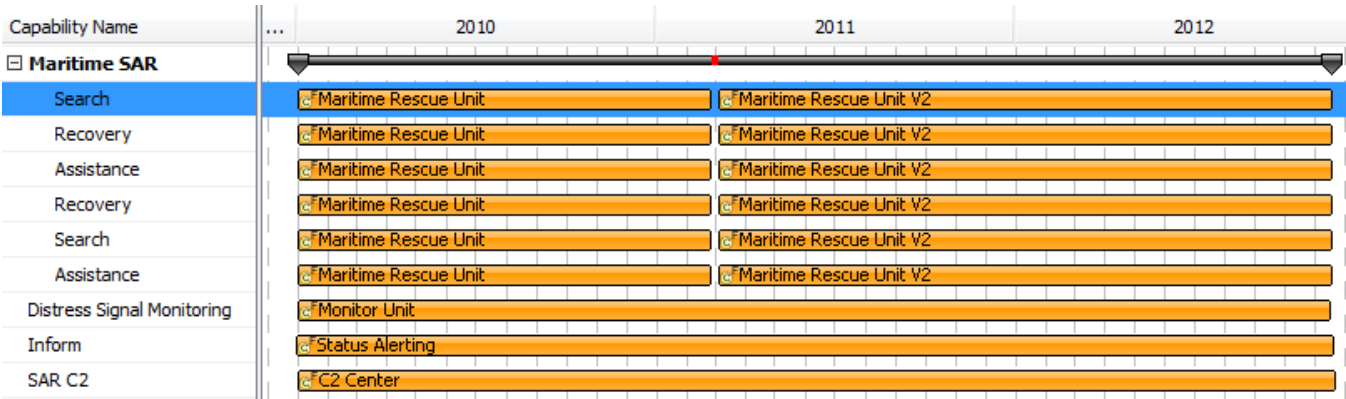 Capability Name ... 2010 2011 2012
Maritime SAR
Search Maritime Rescue Unit Maritime Rescue Unit V2
Recovery Maritime Rescue Unit Maritime Rescue Unit V2
Assistance Maritime Rescue Unit Maritime Rescue Unit V2
Recovery Maritime Rescue Unit Maritime Rescue Unit V2
Search Maritime Rescue Unit Maritime Rescue Unit V2
Assistance Maritime Rescue Unit Maritime Rescue Unit V2
Distress Signal Monitoring Monitor Unit
Inform Status Alerting
SAR C2 C2 Center